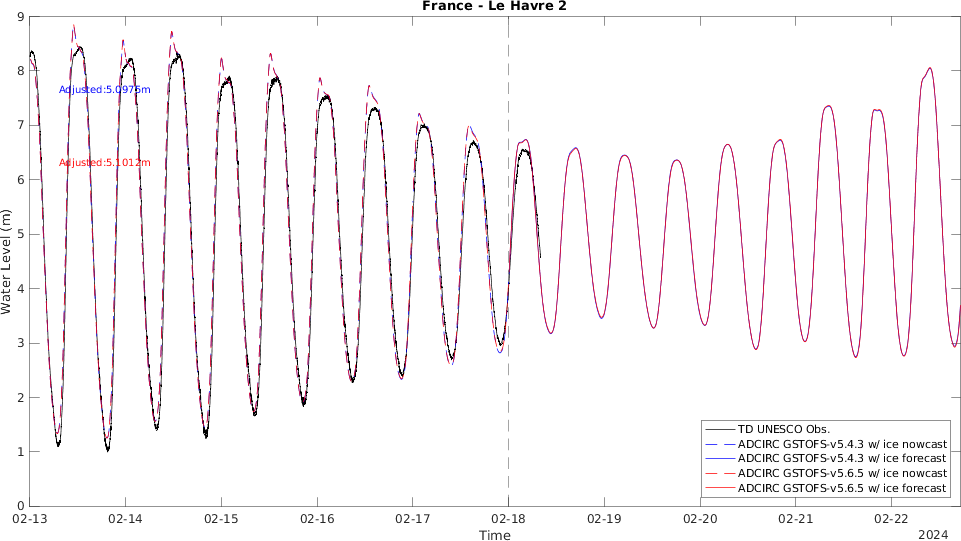 France - Le Havre 2
9
8
7
6
5
4
3
2
1
0
Water Level (m)
Adjusted:5.0976m
Adjusted:5.1012m
TD UNESCO Obs.
ADCIRC GSTOFS-v5.4.3 w/ ice nowcast
ADCIRC GSTOFS-v5.4.3 w/ ice forecast
ADCIRC GSTOFS-v5.6.5 w/ ice nowcast
ADCIRC GSTOFS-v5.6.5 w/ ice forecast
02-13 02-14 02-15 02-16 02-17 02-18 02-19 02-20 02-21 02-22
Time
2024